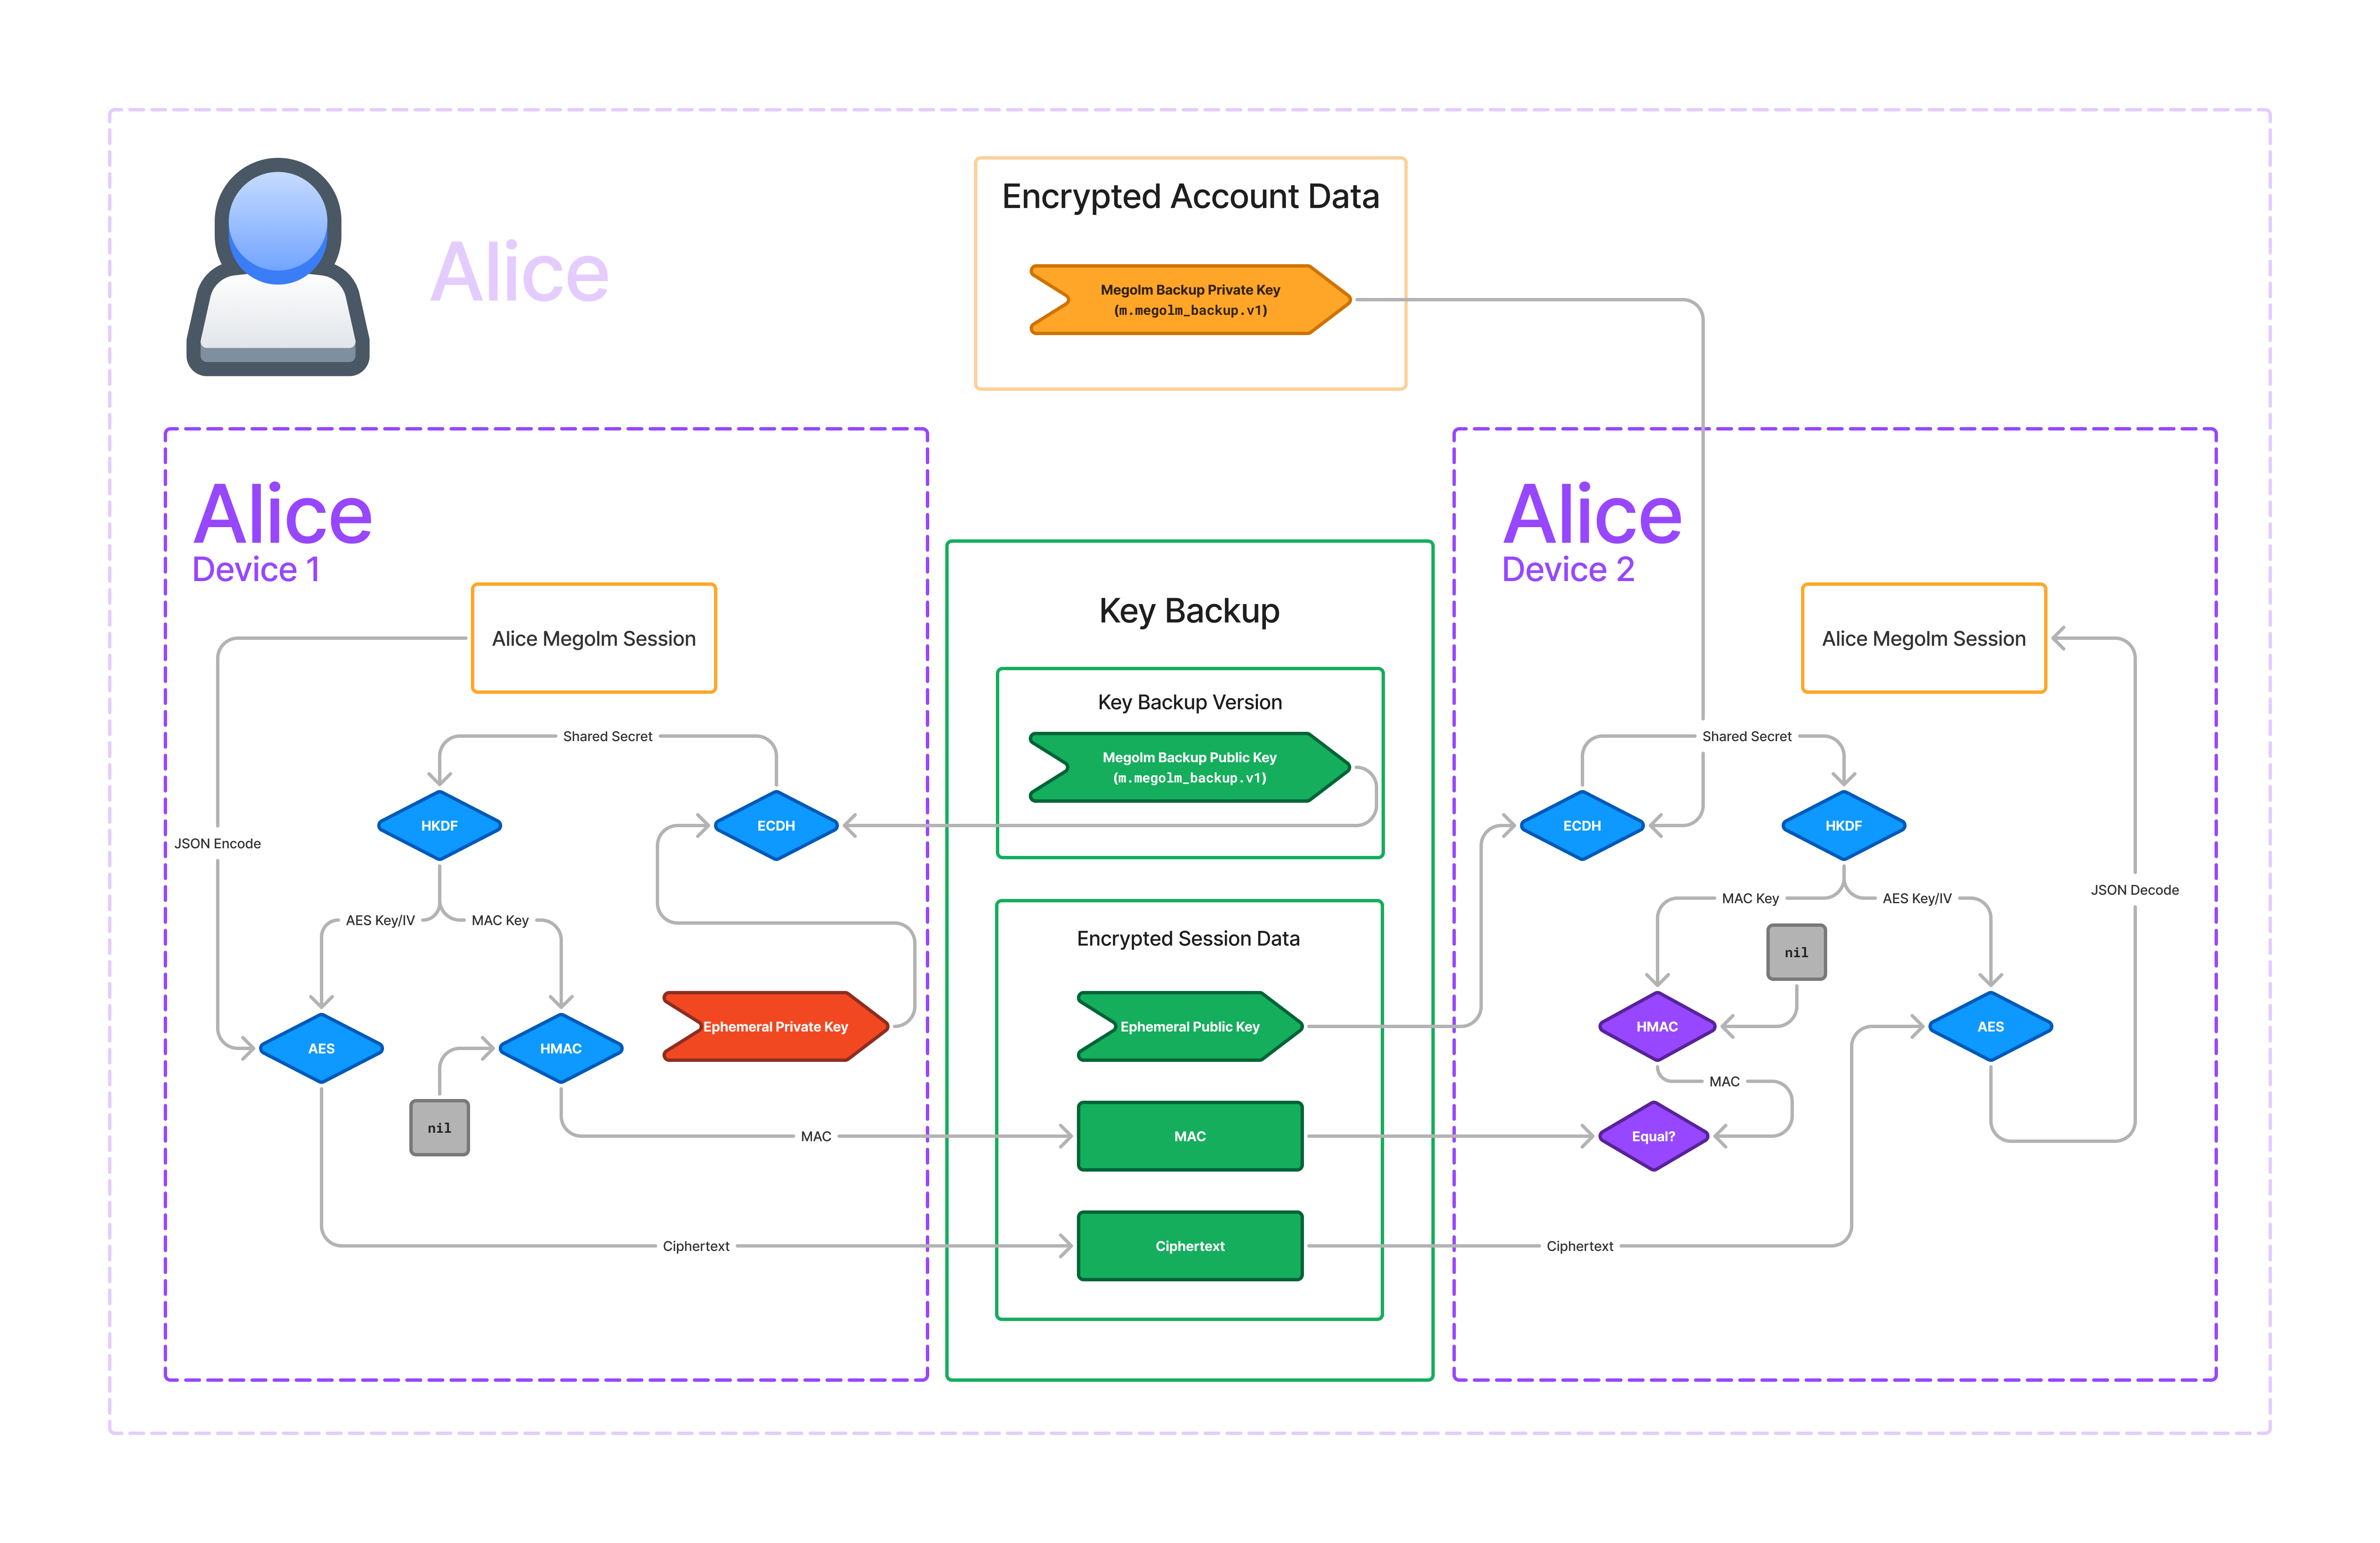 Alice
Encrypted Account Data
Megolm Backup Private Key
(m.megolm_backup.v1)
Alice
Device 1
Alice Megolm Session
Shared Secret
HKDF
ECDH
JSON Encode
AES Key/IV
MAC Key
Ephemeral Private Key
AES
HMAC
nil
MAC
Ciphertext
Key Backup
Key Backup Version
Megolm Backup Public Key
(m.megolm_backup.v1)
Encrypted Session Data
Ephemeral Public Key
MAC
Ciphertext
Alice
Device 2
Alice Megolm Session
Shared Secret
ECDH
HKDF
JSON Decode
MAC Key
AES Key/IV
nil
HMAC
AES
MAC
Equal?
Ciphertext